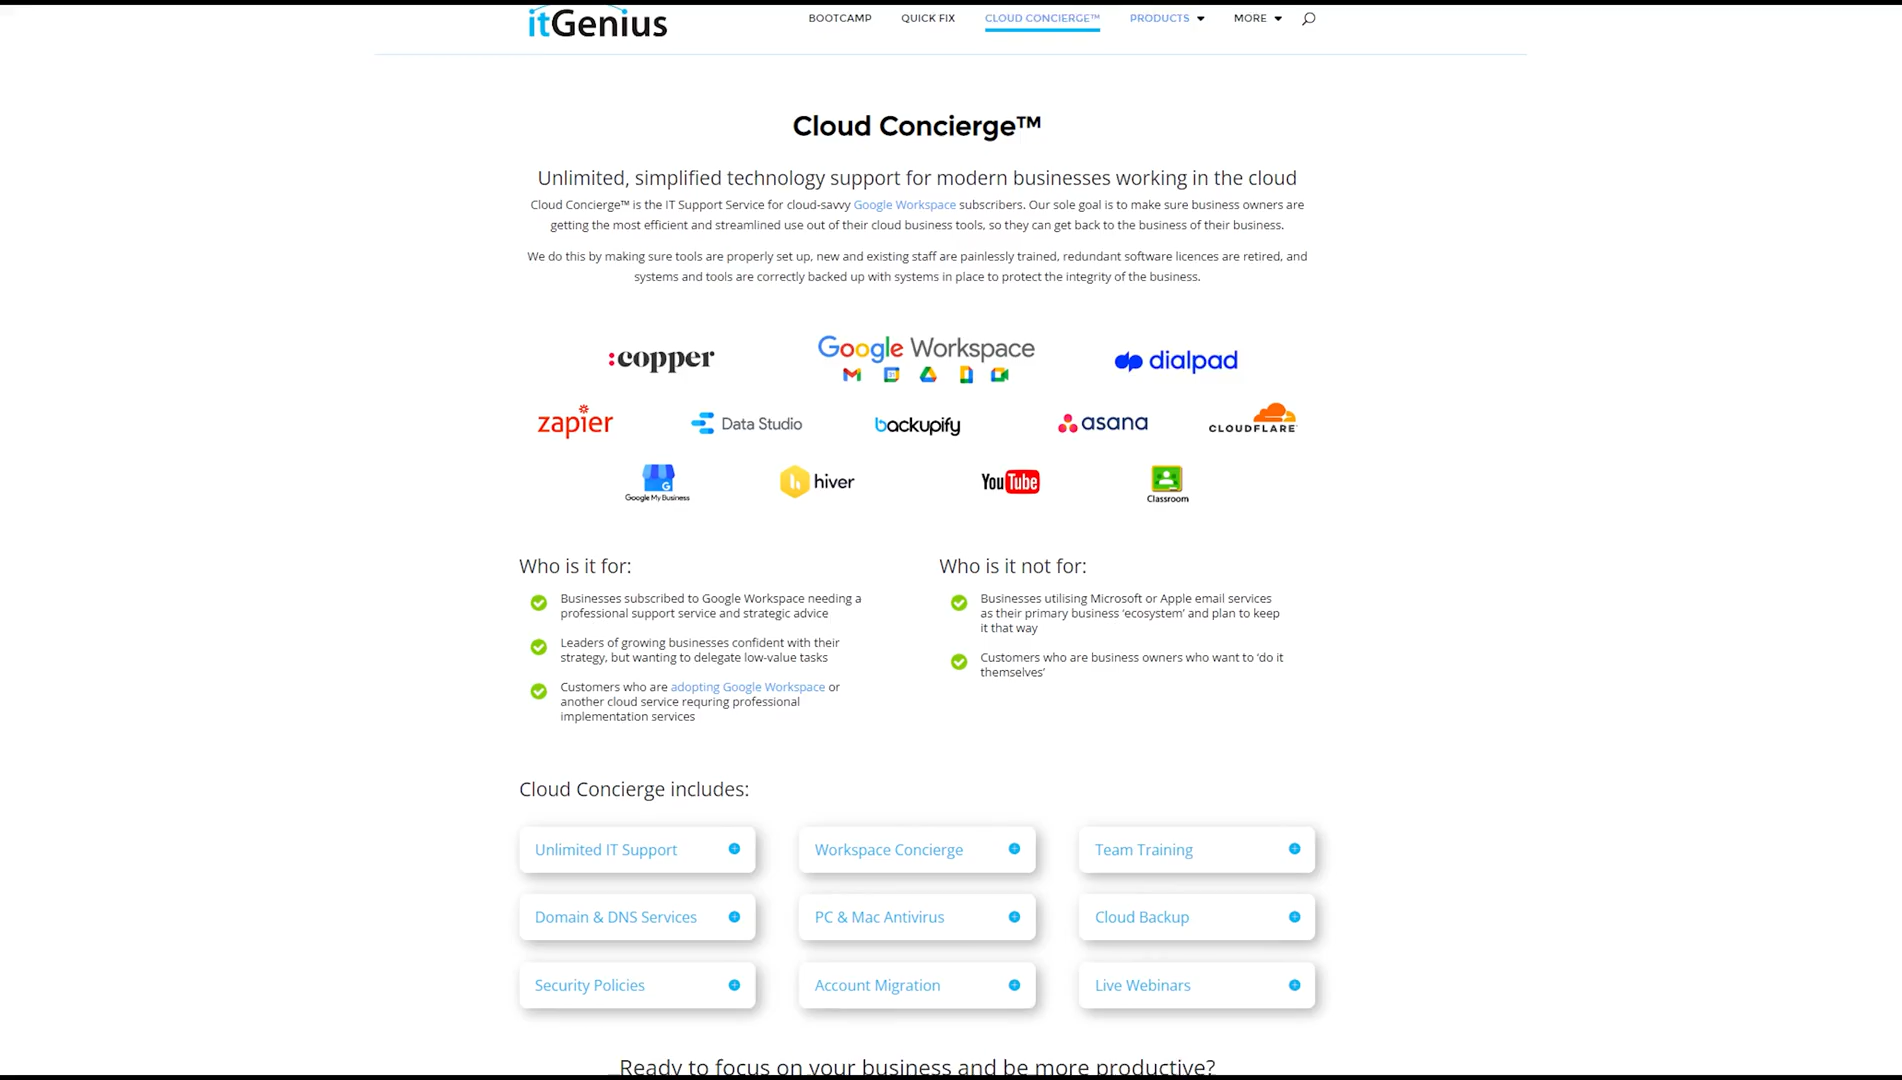 itGenius
BOOTCAMP QUICK FIX CLOUD CONCIERGE™ PRODUCTS MORE
Cloud Concierge™
Unlimited, simplified technology support for modern businesses working in the cloud
Cloud Concierge™ is the IT Support Service for cloud-savvy Google Workspace subscribers. Our sole goal is to make sure business owners are
getting the most efficient and streamlined use out of their cloud business tools, so they can get back to the business of their business.
We do this by making sure tools are properly set up, new and existing staff are painlessly trained, redundant software licences are retired, and
systems and tools are correctly backed up with systems in place to protect the integrity of the business.
:copper
Google Workspace
31
dialpad
zapier
Data Studio
backupify
asana
CLOUDFLARE
G
Google My Business
h hiver
YouTube
Classroom
Who is it for:
Businesses subscribed to Google Workspace needing a
professional support service and strategic advice
Leaders of growing businesses confident with their
strategy, but wanting to delegate low-value tasks
Customers who are adopting Google Workspace or
another cloud service requring professional
implementation services
Who is it not for:
Businesses utilising Microsoft or Apple email services
as their primary business ‘ecosystem’ and plan to keep
it that way
Customers who are business owners who want to ‘do it
themselves’
Cloud Concierge includes:
Unlimited IT Support
Workspace Concierge
Team Training
Domain & DNS Services
PC & Mac Antivirus
Cloud Backup
Security Policies
Account Migration
Live Webinars
Ready to focus on your business and be more productive?